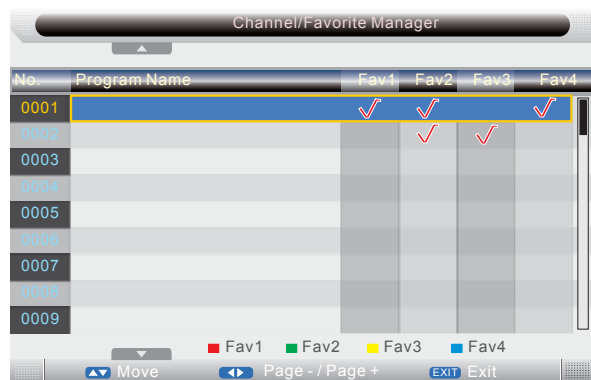 Channel/Favorite Manager
No. Program Name Fav1 Fav2 Fav3 Fav4
0001
0002
0003
0004
0005
0006
0007
0008
0009
Fav1 Fav2 Fav3 Fav4
Move Page - / Page + EXIT Exit